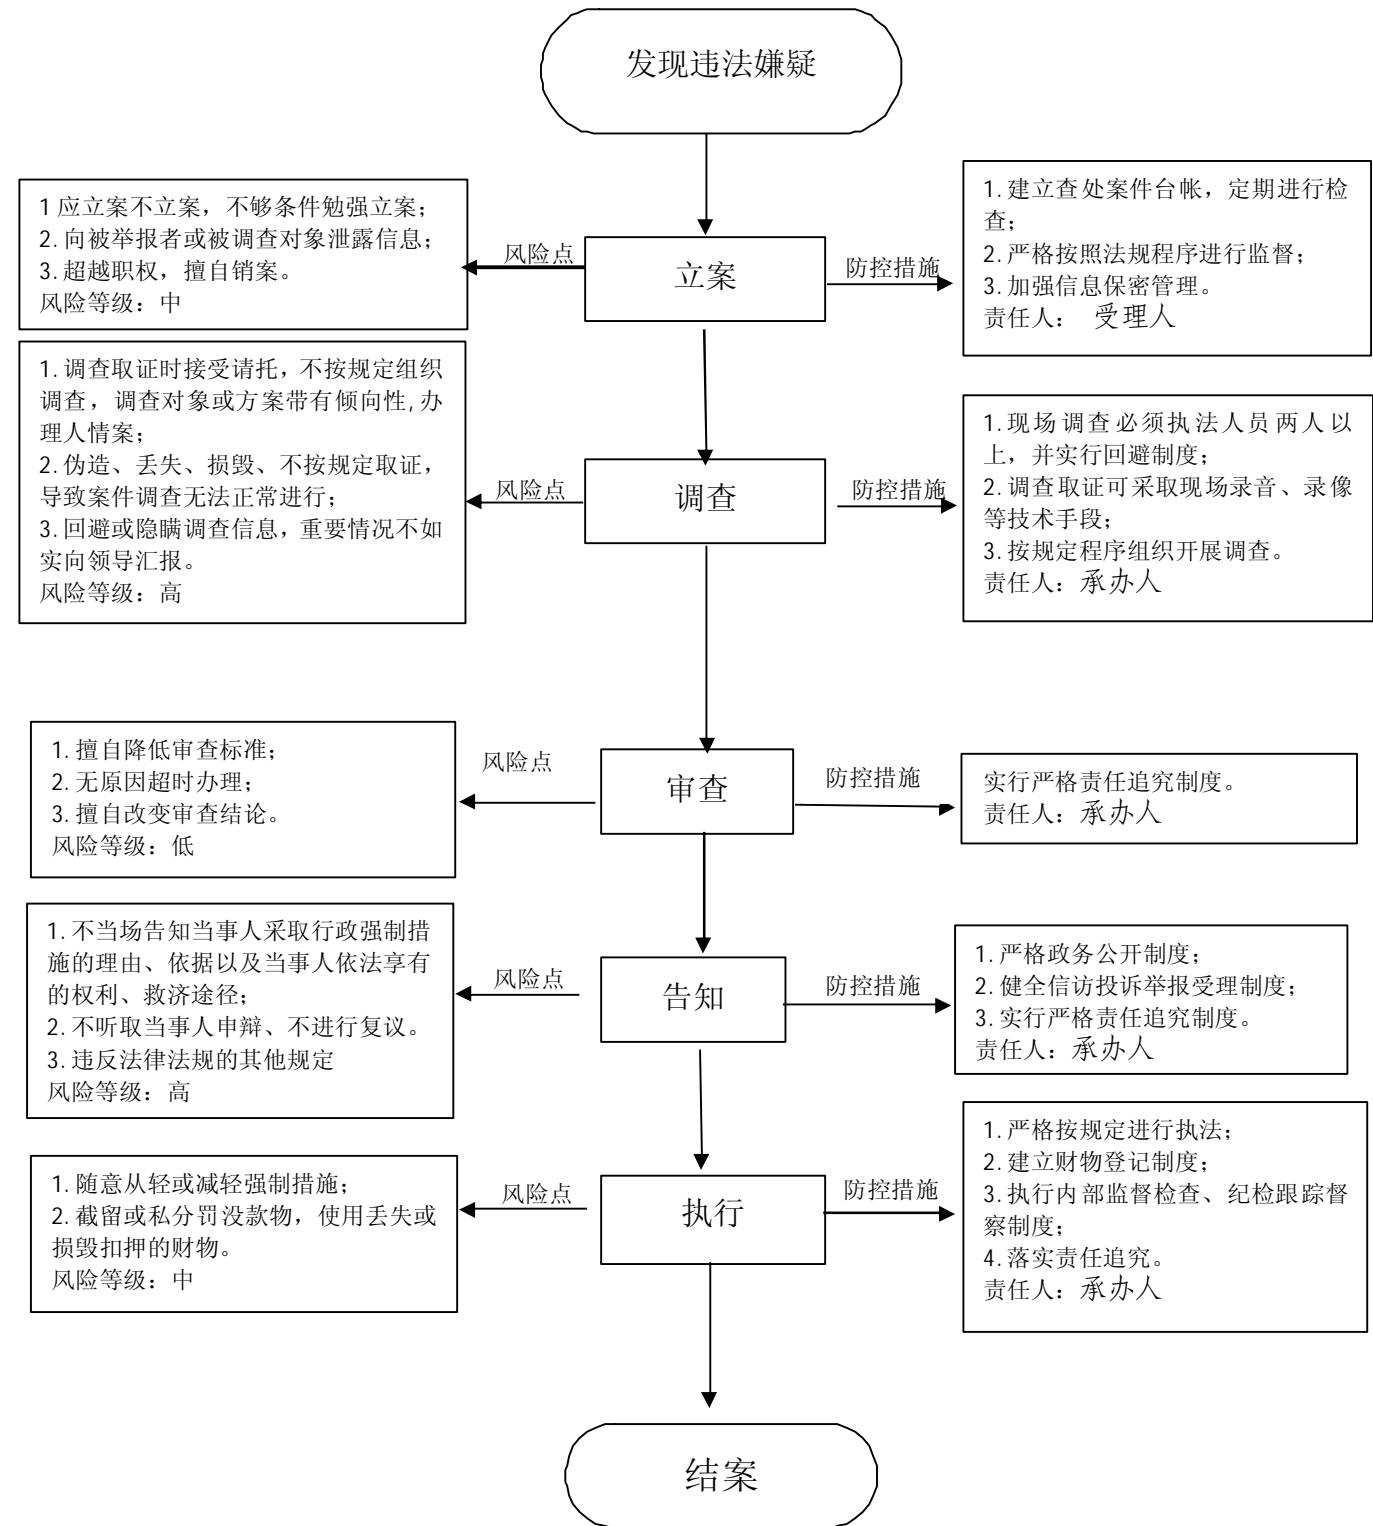 发现违法嫌疑
1 应立案不立案，不够条件勉强立案；
2. 向被举报者或被调查对象泄露信息；
3. 超越职权，擅自销案。
风险等级：中
风险点
立案
防控措施
1. 建立查处案件台帐，定期进行检
查；
2. 严格按照法规程序进行监督；
3. 加强信息保密管理。
责任人： 受理人
1. 调查取证时接受请托，不按规定组织
调查，调查对象或方案带有倾向性,办
理人情案；
2. 伪造、丢失、损毁、不按规定取证，
导致案件调查无法正常进行；
3. 回避或隐瞒调查信息，重要情况不如
实向领导汇报。
风险等级：高
风险点
调查
防控措施
1. 现场调查必须执法人员两人以
上，并实行回避制度；
2. 调查取证可采取现场录音、录像
等技术手段；
3. 按规定程序组织开展调查。
责任人：承办人
1. 擅自降低审查标准；
2. 无原因超时办理；
3. 擅自改变审查结论。
风险等级：低
风险点
审查
防控措施
实行严格责任追究制度。
责任人：承办人
1. 不当场告知当事人采取行政强制措
施的理由、依据以及当事人依法享有
的权利、救济途径；
2. 不听取当事人申辩、不进行复议。
3. 违反法律法规的其他规定
风险等级：高
风险点
告知
防控措施
1. 严格政务公开制度；
2. 健全信访投诉举报受理制度；
3. 实行严格责任追究制度。
责任人：承办人
1. 随意从轻或减轻强制措施；
2. 截留或私分罚没款物，使用丢失或
损毁扣押的财物。
风险等级：中
风险点
执行
防控措施
1. 严格按规定进行执法；
2. 建立财物登记制度；
3. 执行内部监督检查、纪检跟踪督
察制度；
4. 落实责任追究。
责任人：承办人
结案